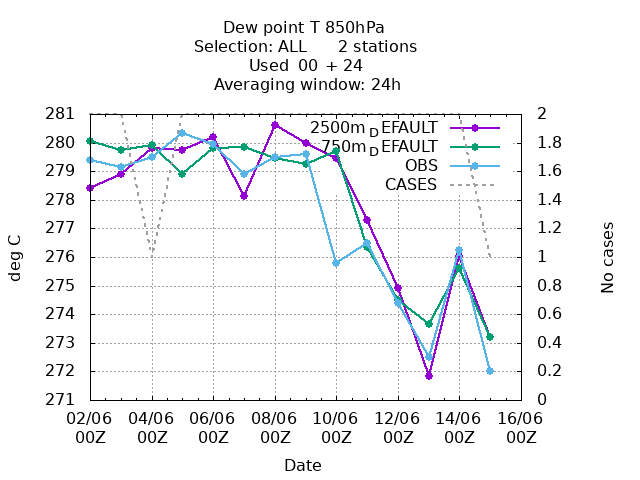 Dew point T 850hPa
Selection: ALL 2 stations
Used 00 + 24
Averaging window: 24h
281
280
279
278
277
276
275
274
273
272
271
deg C
2500m_DEFAULT
750m_DEFAULT
OBS
CASES
2
1.8
1.6
1.4
1.2
1
0.8
0.6
0.4
0.2
0
No cases
02/06 04/06 06/06 08/06 10/06 12/06 14/06 16/06
00Z 00Z 00Z 00Z 00Z 00Z 00Z 00Z
Date